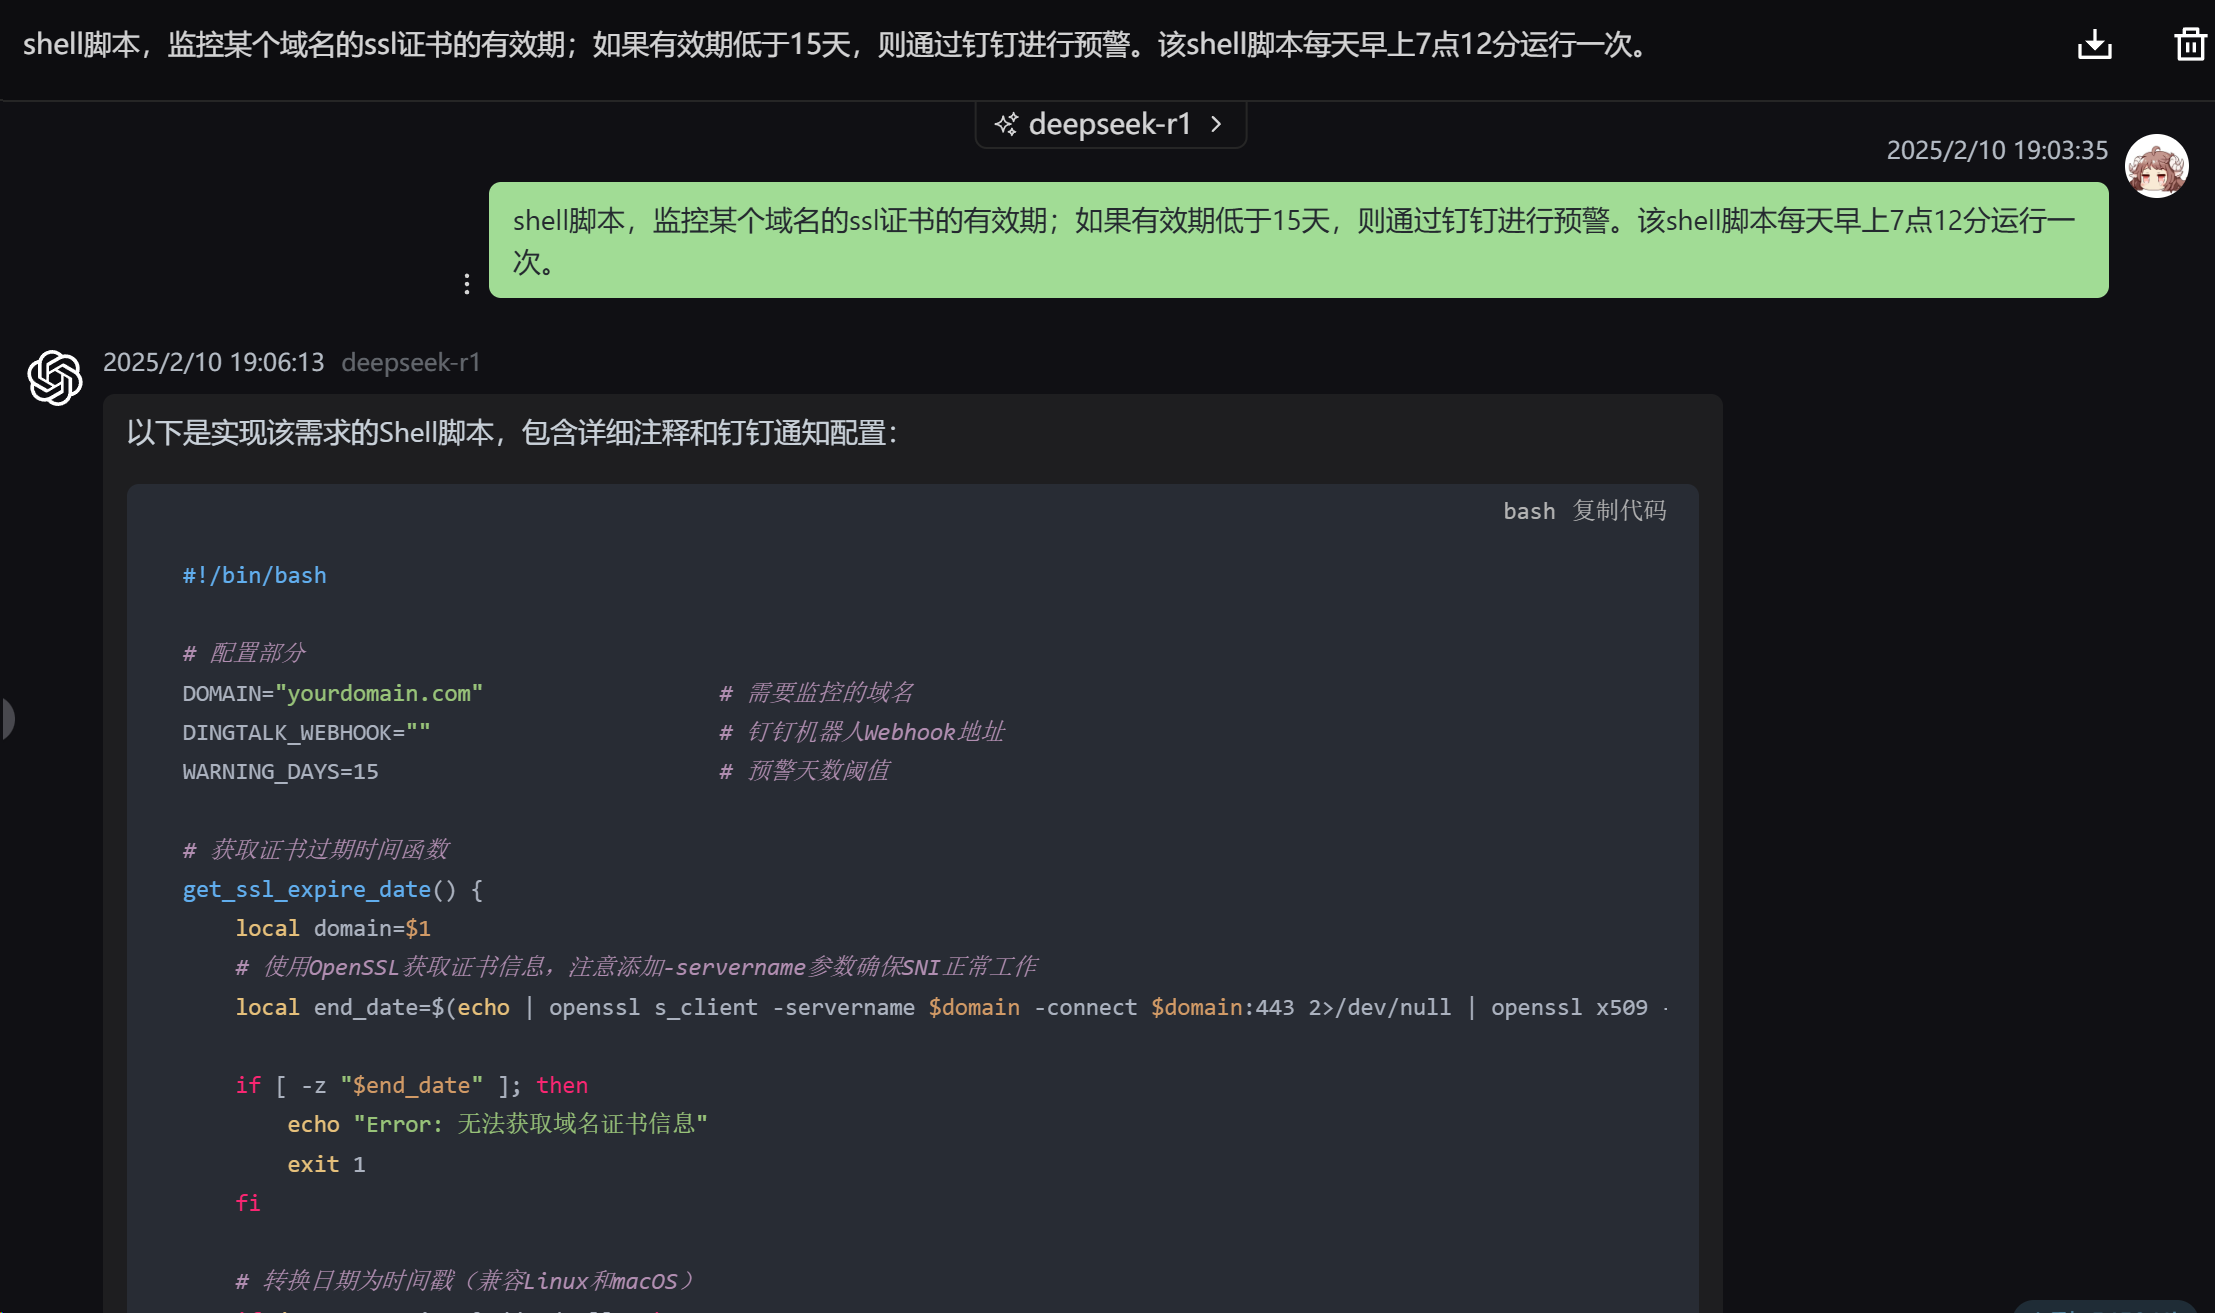 shell脚本，监控某个域名的ssl证书的有效期；如果有效期低于15天，则通过钉钉进行预警。该shell脚本每天早上7点12分运行一次。
deepseek-r1
2025/2/10 19:03:35
shell脚本，监控某个域名的ssl证书的有效期；如果有效期低于15天，则通过钉钉进行预警。该shell脚本每天早上7点12分运行一
次。
2025/2/10 19:06:13 deepseek-r1
以下是实现该需求的Shell脚本，包含详细注释和钉钉通知配置：
bash 复制代码
#!/bin/bash
# 配置部分
DOMAIN="yourdomain.com" # 需要监控的域名
DINGTALK_WEBHOOK="" # 钉钉机器人Webhook地址
WARNING_DAYS=15 # 预警天数阈值
# 获取证书过期时间函数
get_ssl_expire_date() {
local domain=$1
# 使用OpenSSL获取证书信息，注意添加-servername参数确保SNI正常工作
local end_date=$(echo | openssl s_client -servername $domain -connect $domain:443 2>/dev/null | openssl x509
if [ -z "$end_date" ]; then
echo "Error: 无法获取域名证书信息"
exit 1
fi
# 转换日期为时间戳（兼容Linux和macOS）